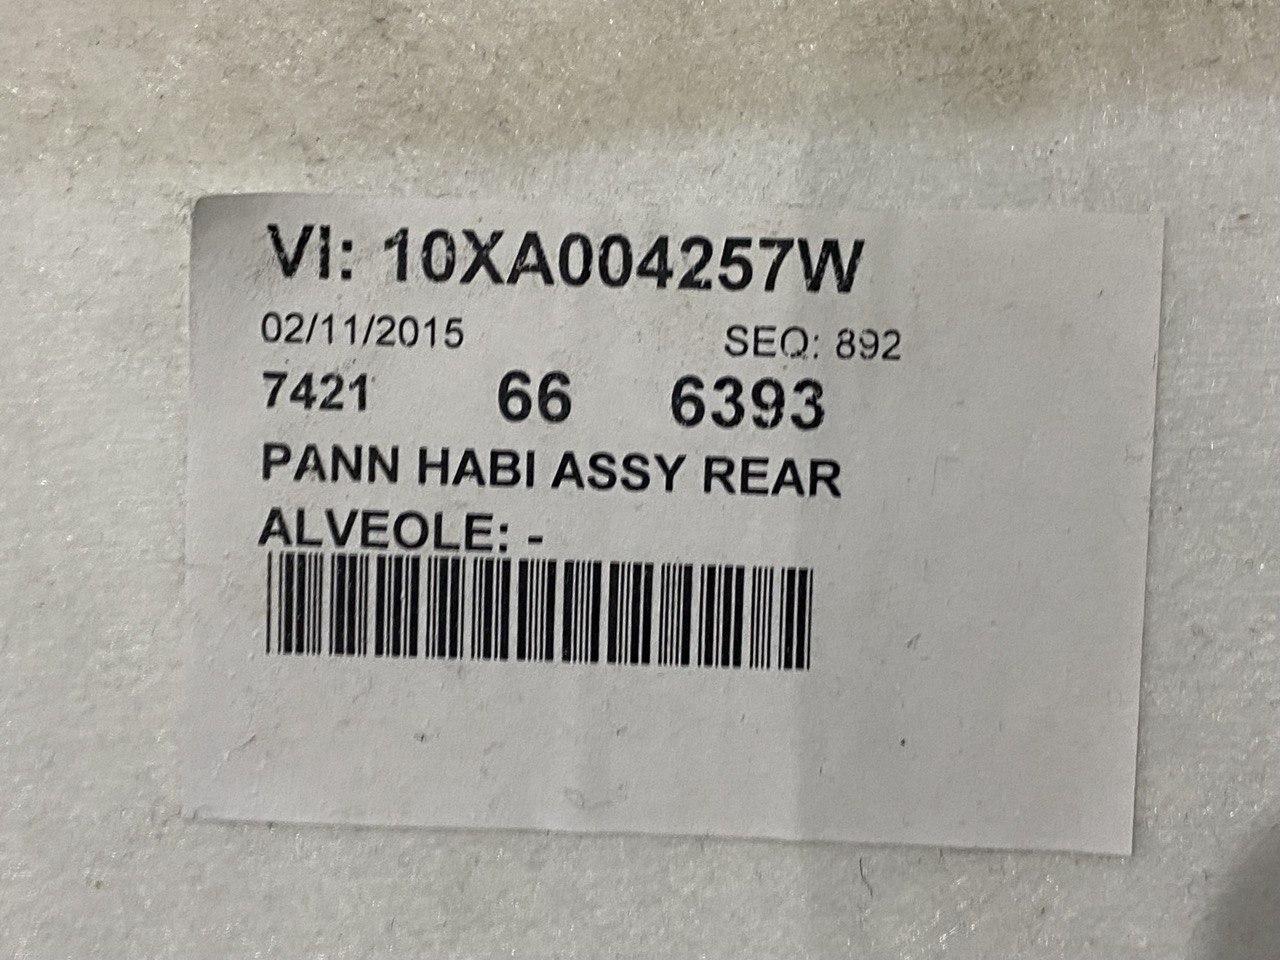 VI: 10XA004257W
02/11/2015 SEQ: 892
7421 66 6393
PANN HABI ASSY REAR
ALVEOLE: -